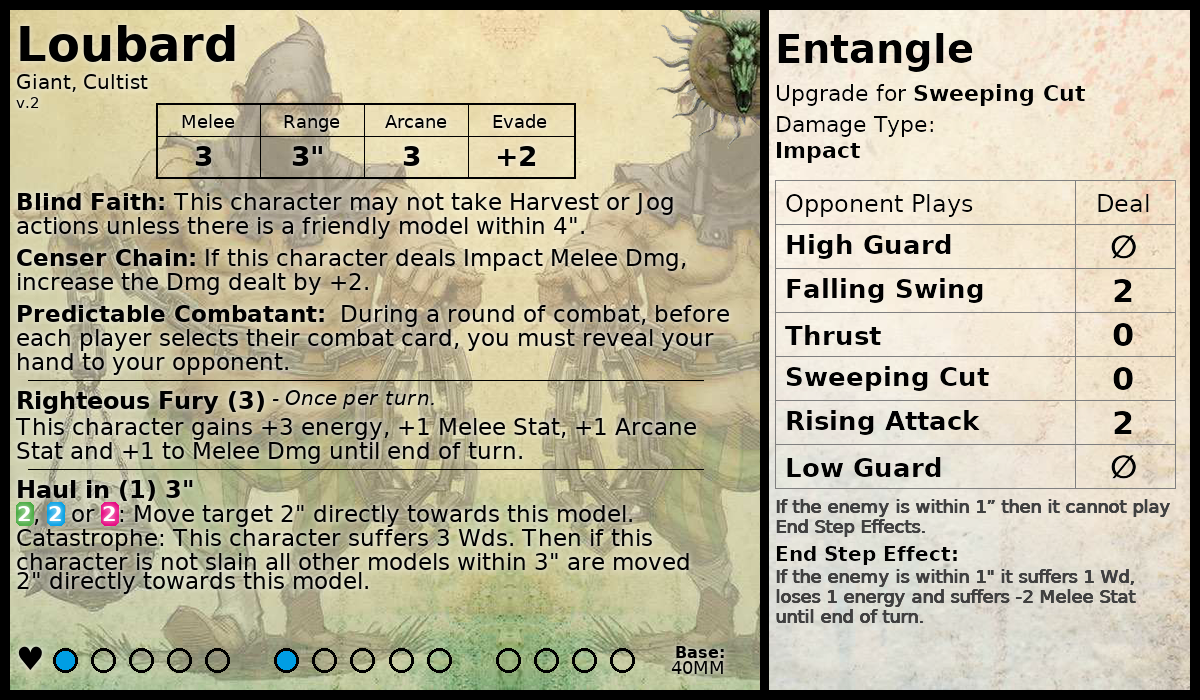 Loubard
Giant, Cultist
v.2
Melee Range Arcane Evade
3 3" 3 +2
Blind Faith: This character may not take Harvest or Jog
actions unless there is a friendly model within 4".
Censer Chain: If this character deals Impact Melee Dmg,
increase the Dmg dealt by +2.
Predictable Combatant: During a round of combat, before
each player selects their combat card, you must reveal your
hand to your opponent.
Righteous Fury (3) - Once per turn.
This character gains +3 energy, +1 Melee Stat, +1 Arcane
Stat and +1 to Melee Dmg until end of turn.
Haul in (1) 3"
2, 2 or 2: Move target 2" directly towards this model.
Catastrophe: This character suffers 3 Wds. Then if this
character is not slain all other models within 3" are moved
2" directly towards this model.
Base:
40MM
Entangle
Upgrade for Sweeping Cut
Damage Type:
Impact
Opponent Plays Deal
High Guard ∅
Falling Swing 2
Thrust 0
Sweeping Cut 0
Rising Attack 2
Low Guard ∅
If the enemy is within 1” then it cannot play
End Step Effects.
End Step Effect:
If the enemy is within 1" it suffers 1 Wd,
loses 1 energy and suffers -2 Melee Stat
until end of turn.